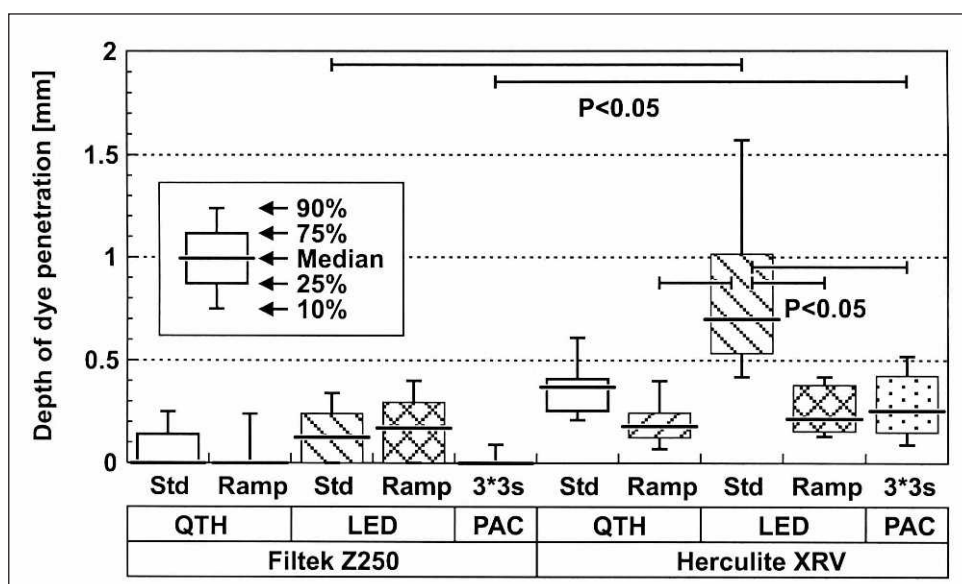 Depth of dye penetration [mm]
2
1.5
1
0.5
0
P<0.05
90%
75%
Median
25%
10%
P<0.05
Std Ramp Std Ramp 3*3s Std Ramp Std Ramp 3*3s
QTH LED PAC QTH LED PAC
Filtek Z250 Herculite XRV